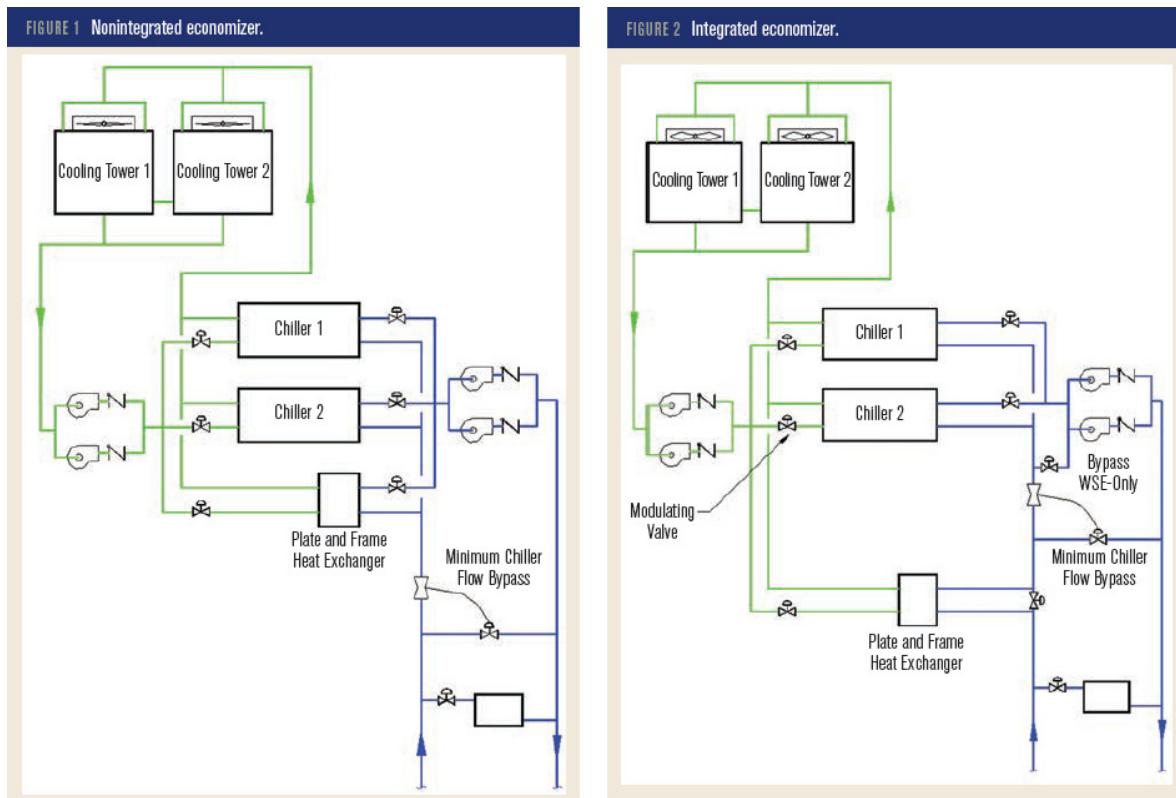 FIGURE 1 Nonintegrated economizer.
Cooling Tower 1
Cooling Tower 2
Chiller 1
Chiller 2
Plate and Frame
Heat Exchanger
Minimum Chiller
Flow Bypass
FIGURE 2 Integrated economizer.
Cooling Tower 1
Cooling Tower 2
Chiller 1
Chiller 2
Bypass
WSE-Only
Modulating
Valve
Minimum Chiller
Flow Bypass
Plate and Frame
Heat Exchanger